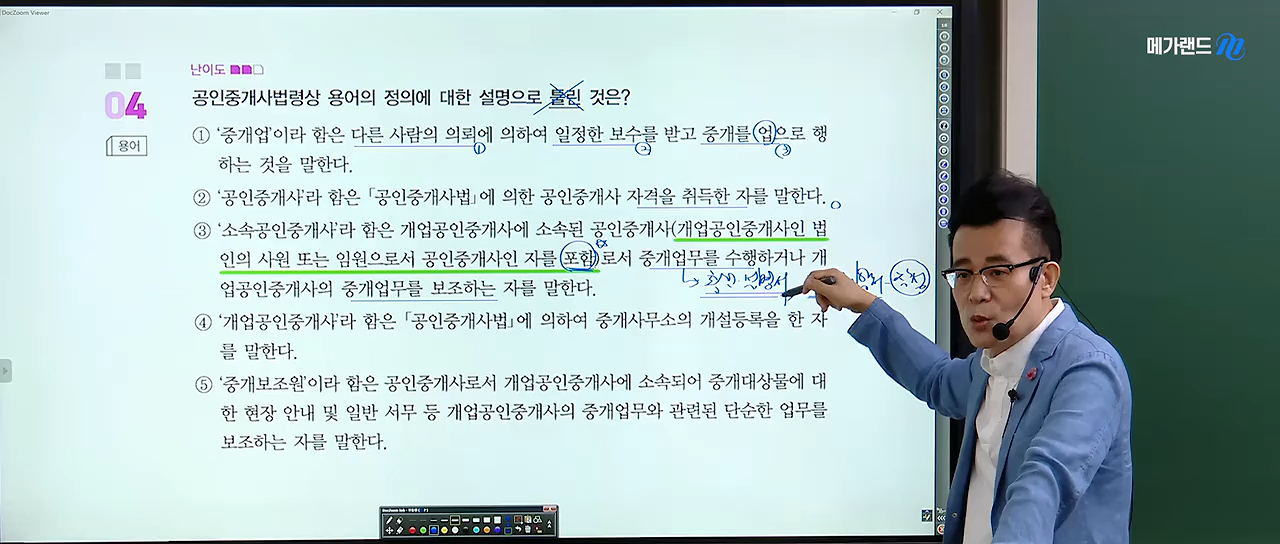 DocZoom Viewer
메가랜드
난이도
04
공인중개사법령상 용어의 정의에 대한 설명으로 틀린 것은?
용어
① '중개업'이라 함은 다른 사람의 의뢰에 의하여 일정한 보수를 받고 중개를 업으로 행
① ② ③
하는 것을 말한다.
② '공인중개사'라 함은 「공인중개사법」에 의한 공인중개사 자격을 취득한 자를 말한다.
③ '소속공인중개사'라 함은 개업공인중개사에 소속된 공인중개사(개업공인중개사인 법
인의 사원 또는 임원으로서 공인중개사인 자를 포함)로서 중개업무를 수행하거나 개
업공인중개사의 중개업무를 보조하는 자를 말한다.
④ '개업공인중개사'라 함은 「공인중개사법」에 의하여 중개사무소의 개설등록을 한 자
를 말한다.
⑤ '중개보조원'이라 함은 공인중개사로서 개업공인중개사에 소속되어 중개대상물에 대
한 현장 안내 및 일반 서무 등 개업공인중개사의 중개업무와 관련된 단순한 업무를
보조하는 자를 말한다.